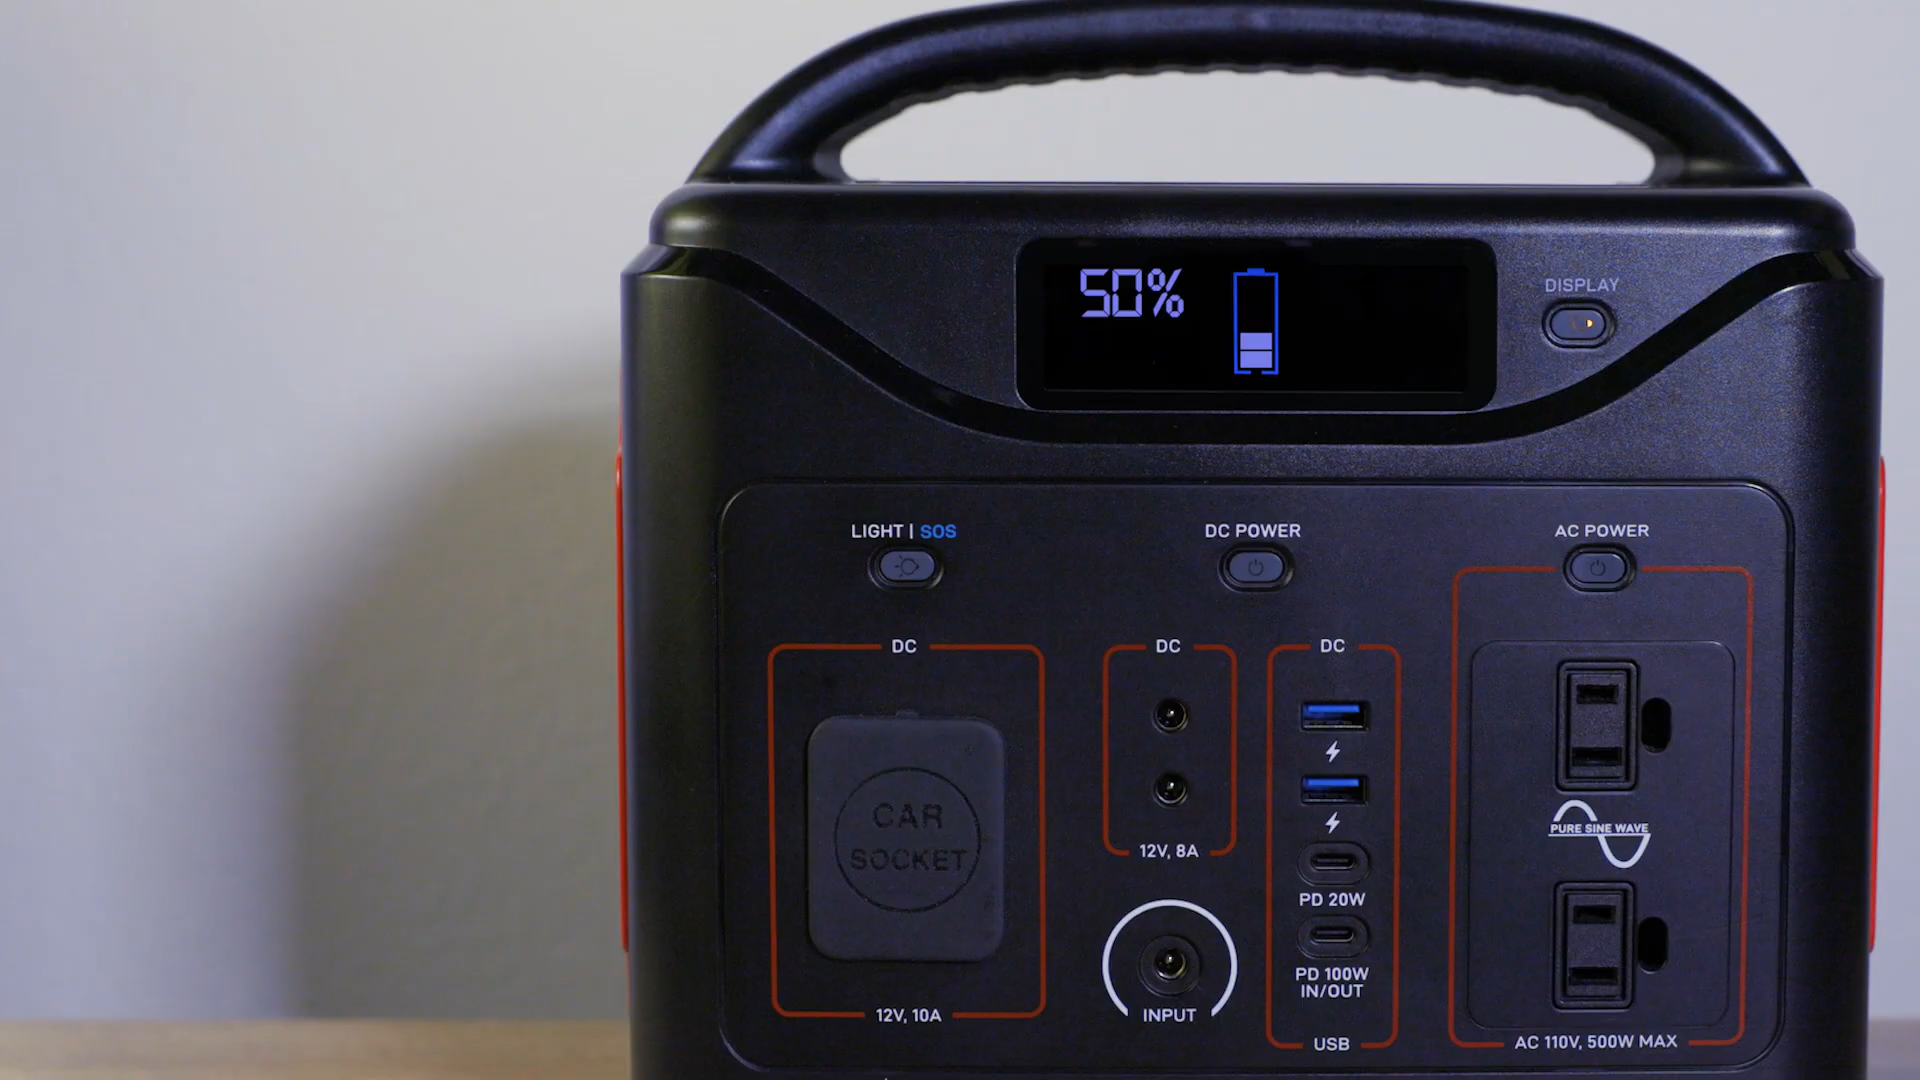 50%
DISPLAY
LIGHT | SOS
DC POWER
AC POWER
DC
DC
DC
CAR
SOCKET
PURE SINE WAVE
12V, 8A
PD 20W
PD 100W
IN/OUT
12V, 10A
INPUT
USB
AC 110V, 500W MAX